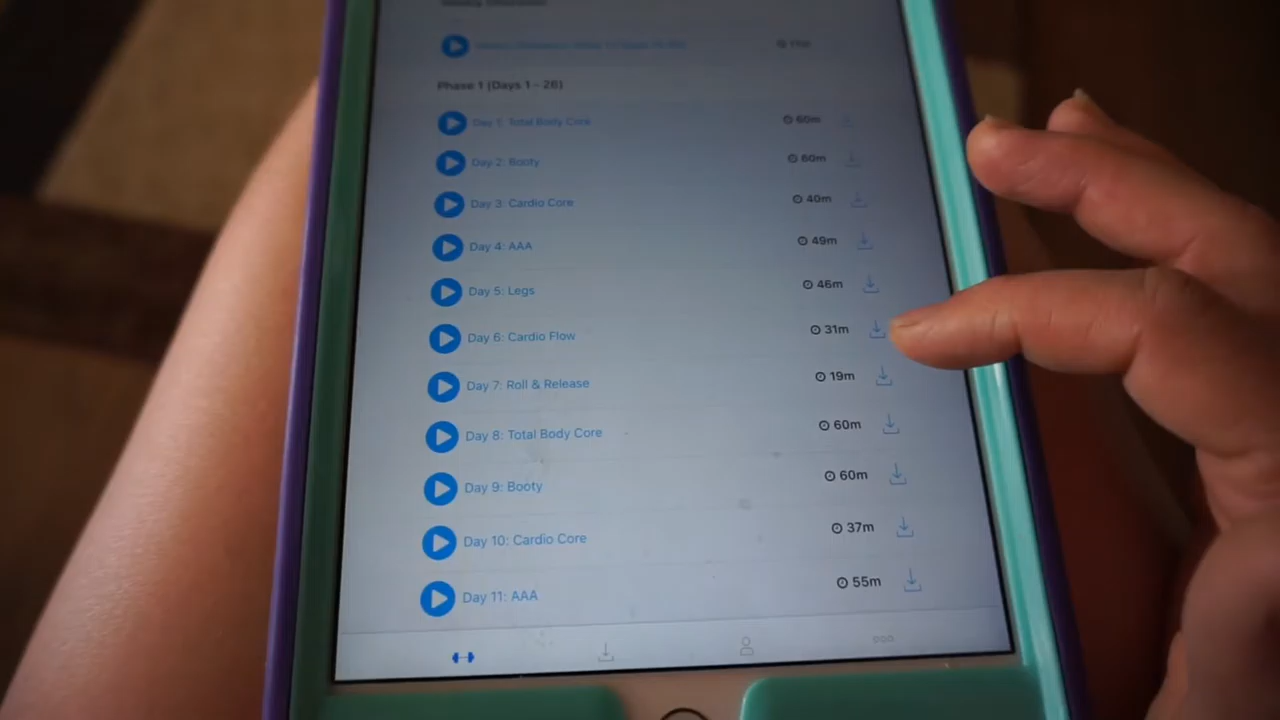 Phase 1 (Days 1 - 28)
Day 1: Total Body Core 60m
Day 2: Booty 60m
Day 3: Cardio Core 40m
Day 4: AAA 49m
Day 5: Legs 46m
Day 6: Cardio Flow 31m
Day 7: Roll & Release 19m
Day 8: Total Body Core 60m
Day 9: Booty 60m
Day 10: Cardio Core 37m
Day 11: AAA 55m